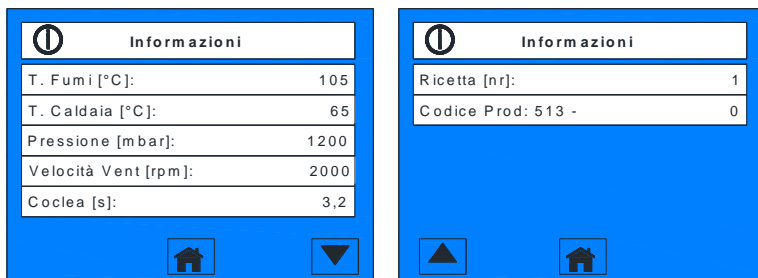 Informazioni
T. Fumi [°C]: 105
T. Caldaia [°C]: 65
Pressione [mbar]: 1200
Velocità Vent [rpm]: 2000
Coclea [s]: 3,2
Informazioni
Ricetta [nr]: 1
Codice Prod: 513 - 0